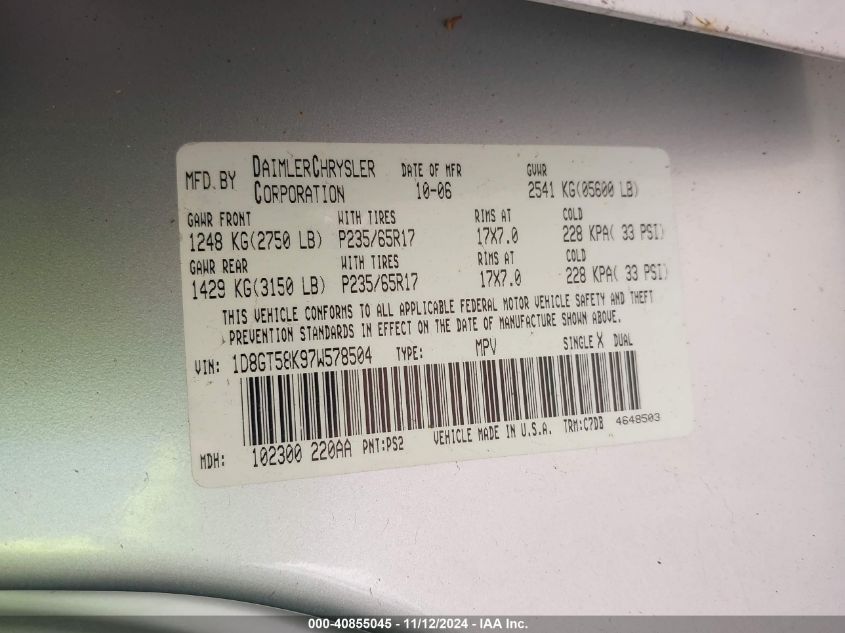 MFD. BY DAIMLERCHRYSLER CORPORATION DATE OF MFR 10-06 GVWR 2541 KG(05600 LB)
GAWR FRONT WITH TIRES RIMS AT COLD
1248 KG(2750 LB) P235/65R17 17X7.0 228 KPA( 33 PSI)
GAWR REAR WITH TIRES RIMS AT COLD
1429 KG(3150 LB) P235/65R17 17X7.0 228 KPA( 33 PSI)
THIS VEHICLE CONFORMS TO ALL APPLICABLE FEDERAL MOTOR VEHICLE SAFETY AND THEFT
PREVENTION STANDARDS IN EFFECT ON THE DATE OF MANUFACTURE SHOWN ABOVE.
VIN: 1D8GT58K97W578504 TYPE: MPV SINGLE X DUAL
MDH: 102300 220AA PNT:PS2 VEHICLE MADE IN U.S.A. TRM:C7DB 4648503
000-40855045 - 11/12/2024 - IAA Inc.